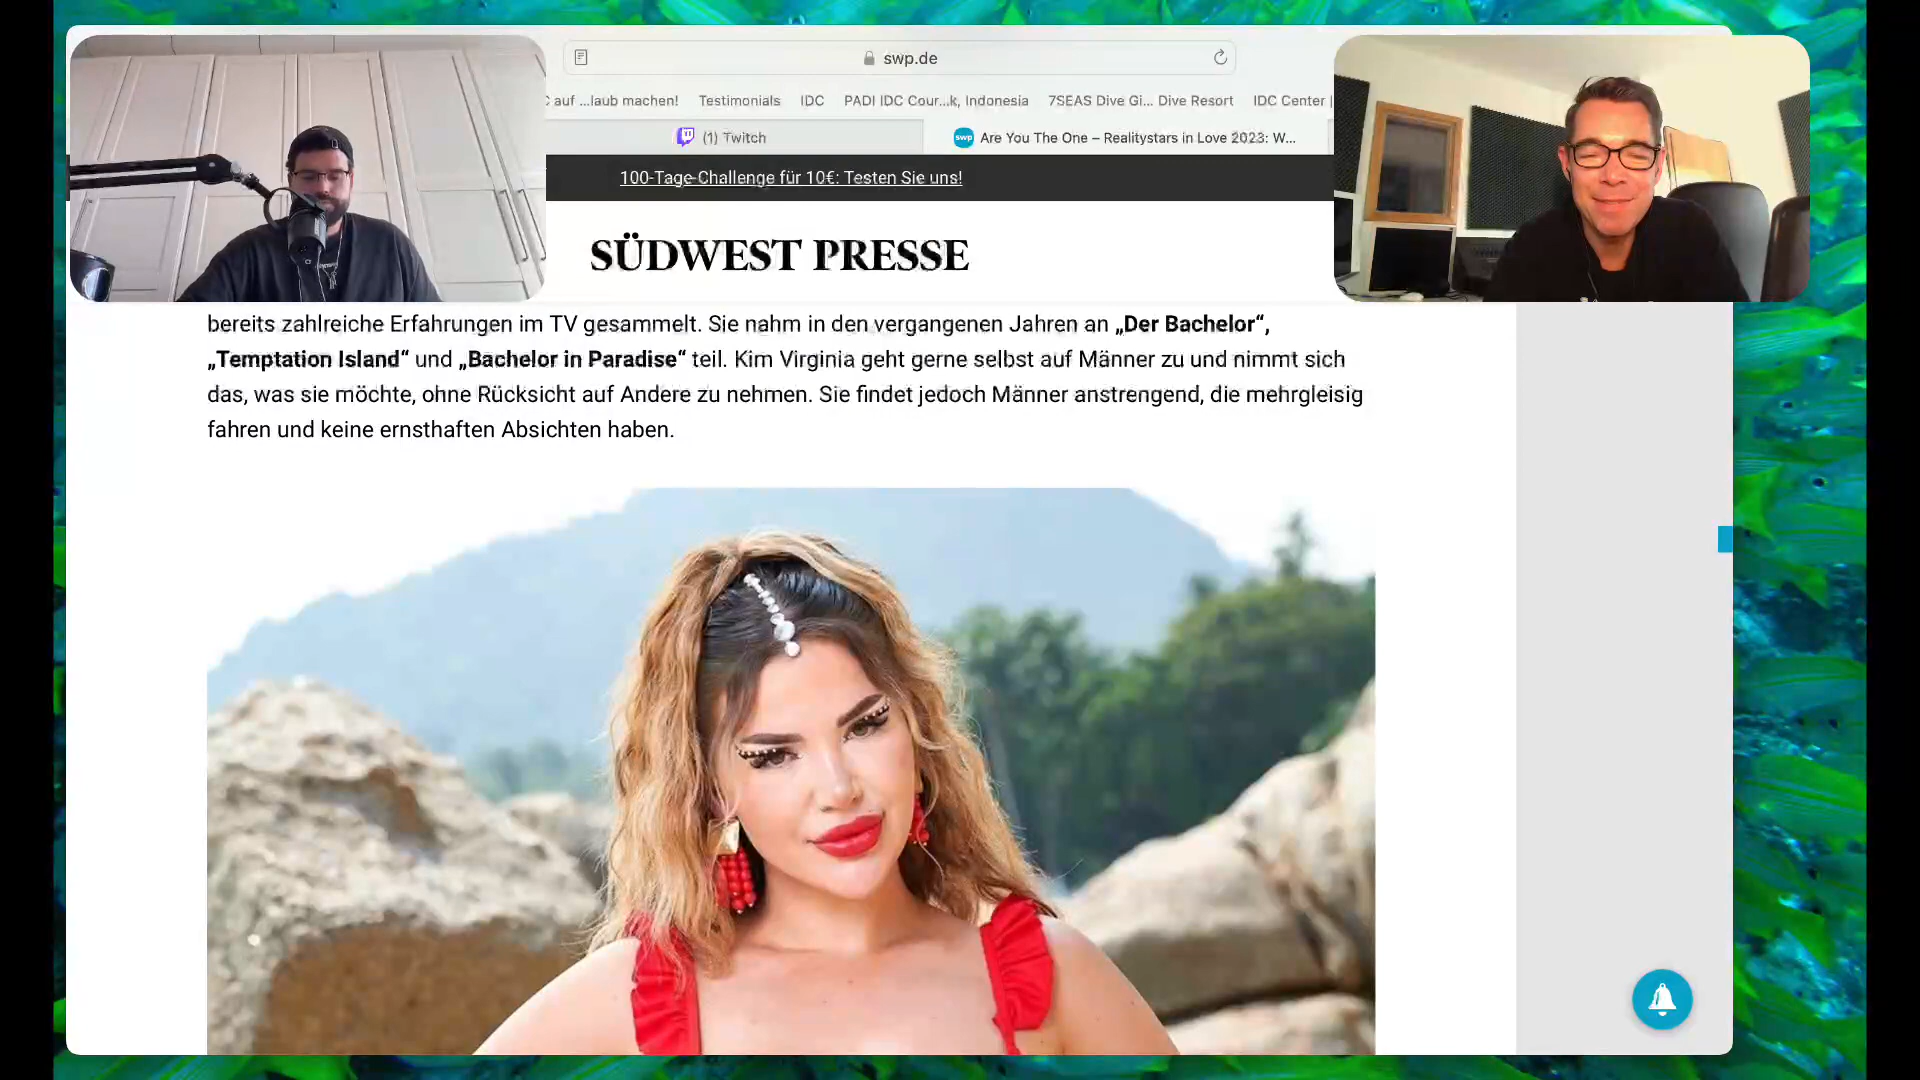 swp.de
C auf ...laub machen!
Testimonials
IDC
PADI IDC Cour...k, Indonesia
7SEAS Dive Gi... Dive Resort
IDC Center |
(1) Twitch
swp
Are You The One – Realitystars in Love 2023: W...
100-Tage-Challenge für 10€: Testen Sie uns!
SÜDWEST PRESSE
bereits zahlreiche Erfahrungen im TV gesammelt. Sie nahm in den vergangenen Jahren an „Der Bachelor“,
„Temptation Island“ und „Bachelor in Paradise“ teil. Kim Virginia geht gerne selbst auf Männer zu und nimmt sich
das, was sie möchte, ohne Rücksicht auf Andere zu nehmen. Sie findet jedoch Männer anstrengend, die mehrgleisig
fahren und keine ernsthaften Absichten haben.